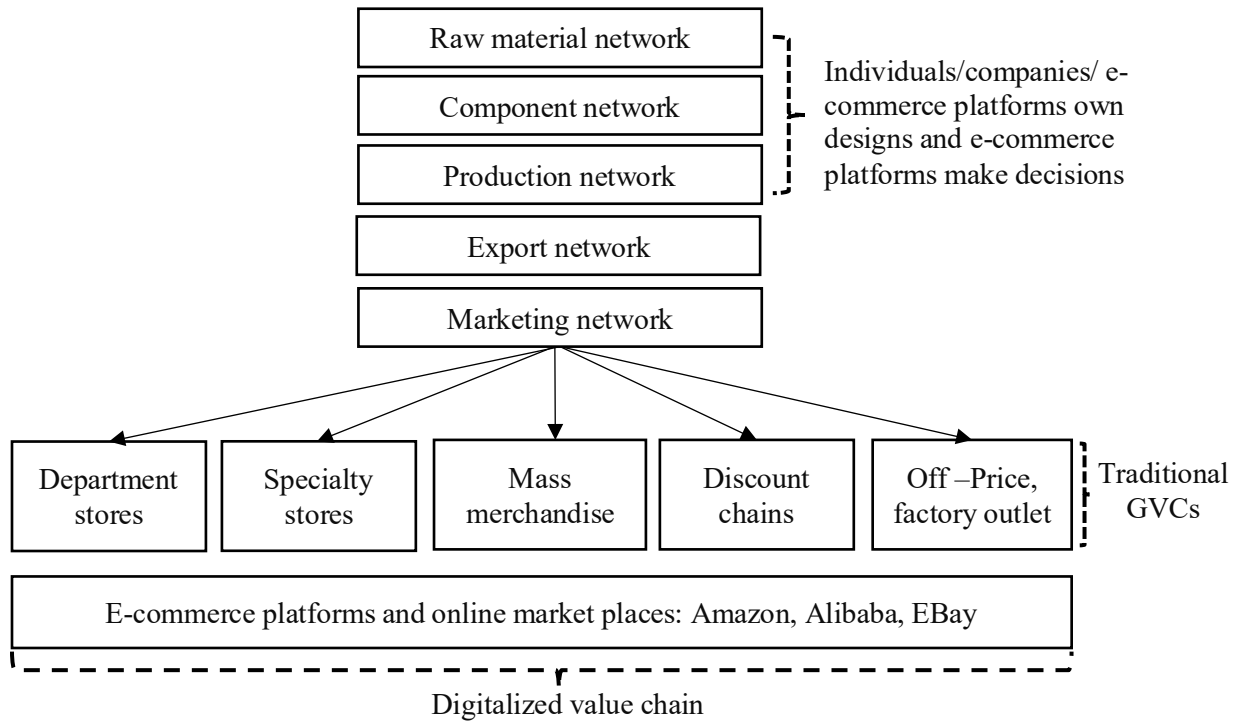 Raw material network
Component network
Production network
Individuals/companies/ e-
commerce platforms own
designs and e-commerce
platforms make decisions
Export network
Marketing network
Department
stores
Specialty
stores
Mass
merchandise
Discount
chains
Off –Price,
factory outlet
Traditional
GVCs
E-commerce platforms and online market places: Amazon, Alibaba, EBay
Digitalized value chain